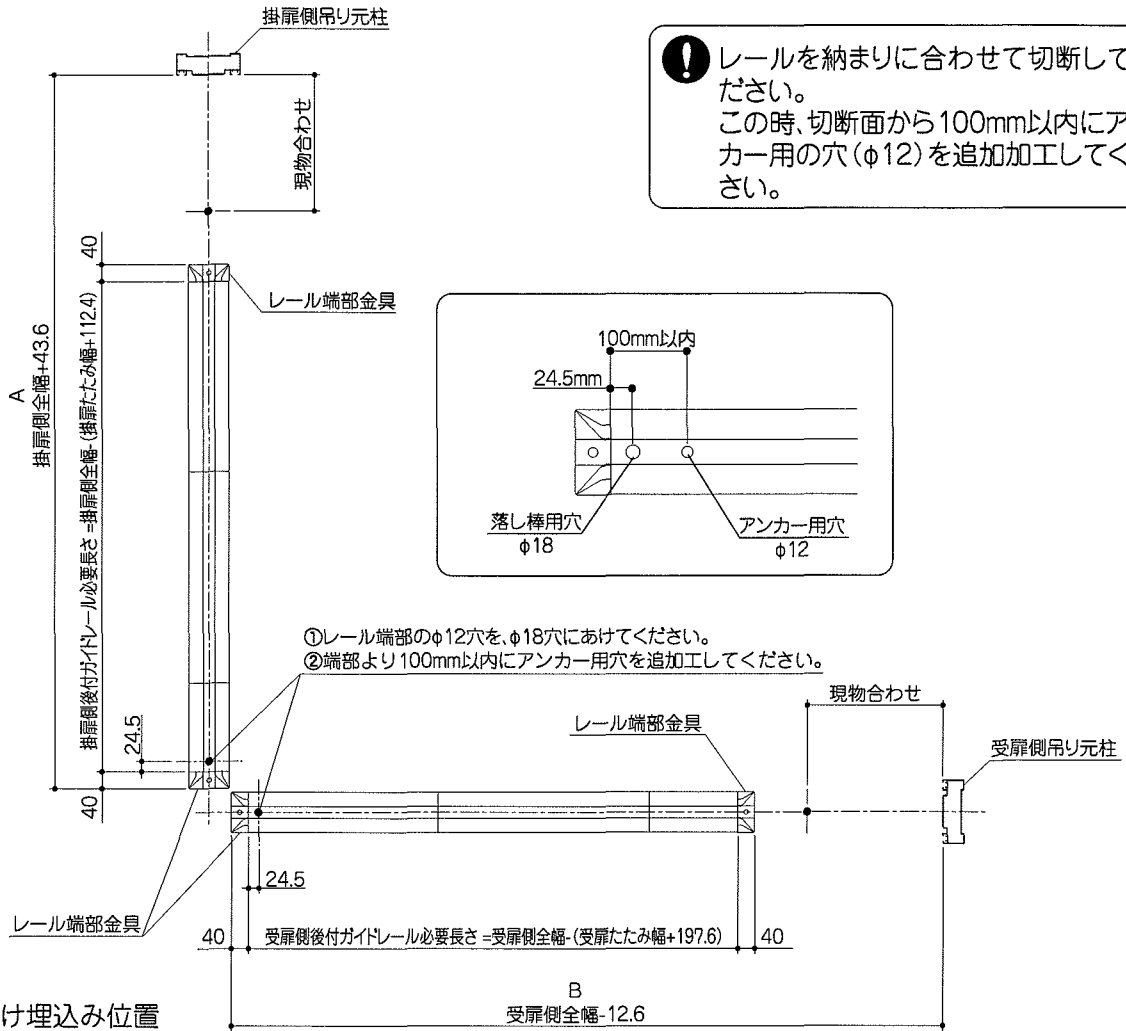 掛扉側吊り元柱
レールを納まりに合わせて切断して
ださい。
この時、切断面から100mm以内にア
カー用の穴(φ12)を追加加工してく
さい。
現物合わせ
40
レール端部金具
A
掛扉側全幅+43.6
掛扉側後付ガイドレール必要長さ=掛扉側全幅-(掛扉たたみ幅+112.4)
100mm以内
24.5mm
落し棒用穴
φ18
アンカー用穴
φ12
①レール端部のφ12穴を、φ18穴にあけてください。
②端部より100mm以内にアンカー用穴を追加工してください。
24.5
40
現物合わせ
レール端部金具
受扉側吊り元柱
24.5
レール端部金具
40
受扉側後付ガイドレール必要長さ=受扉側全幅-(受扉たたみ幅+197.6)
40
B
受扉側全幅-12.6
け埋込み位置